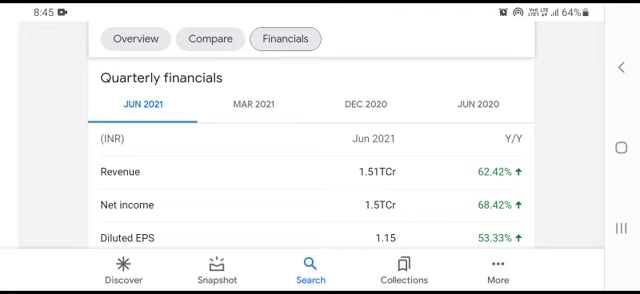 8:45 64%
Overview Compare Financials
Quarterly financials
JUN 2021 MAR 2021 DEC 2020 JUN 2020
(INR) Jun 2021 Y/Y
Revenue 1.51TCr 62.42% ↑
Net income 1.5TCr 68.42% ↑
Diluted EPS 1.15 53.33% ↑
Discover Snapshot Search Collections More